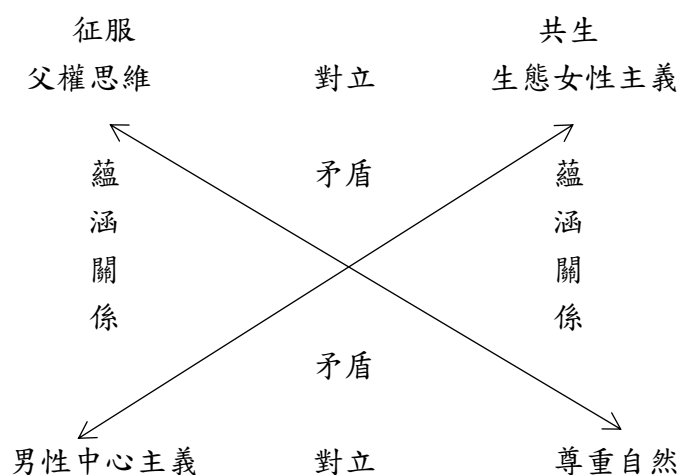 征服 共生
父權思維 對立 生態女性主義
蘊 矛盾 蘊
涵 涵
關 關
係 係
矛盾
男性中心主義 對立 尊重自然